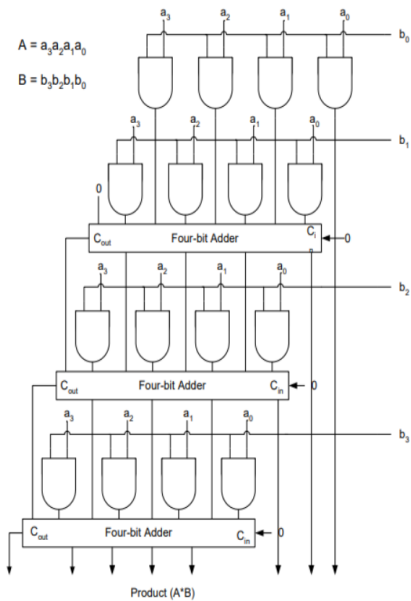 a3 a2 a1 a0
b0
A = a3a2a1a0
B = b3b2b1b0
a3 a2 a1 a0
b1
0
Cout Four-bit Adder Cin 0
a3 a2 a1 a0
b2
Cout Four-bit Adder Cin 0
a3 a2 a1 a0
b3
Cout Four-bit Adder Cin 0
Product (A*B)